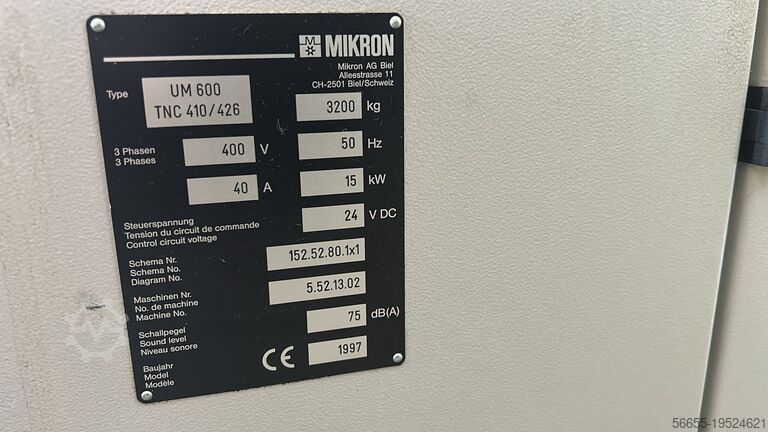 MIKRON
Mikron AG Biel
Alleestrasse 11
CH-2501 Biel/Schweiz
Type UM 600 3200 kg
TNC 410/426
3 Phasen 400 V 50 Hz
3 Phases
40 A 15 kW
Steuerspannung 24 V DC
Tension du circuit de commande
Control circuit voltage
Schema Nr. 152.52.80.1x1
Schema No.
Diagram No.
Maschinen Nr. 5.52.13.02
No. de machine
Machine No.
Schallpegel 75 dB(A)
Sound level
Niveau sonore
Baujahr CE 1997
Model
Modèle
56655-19524621